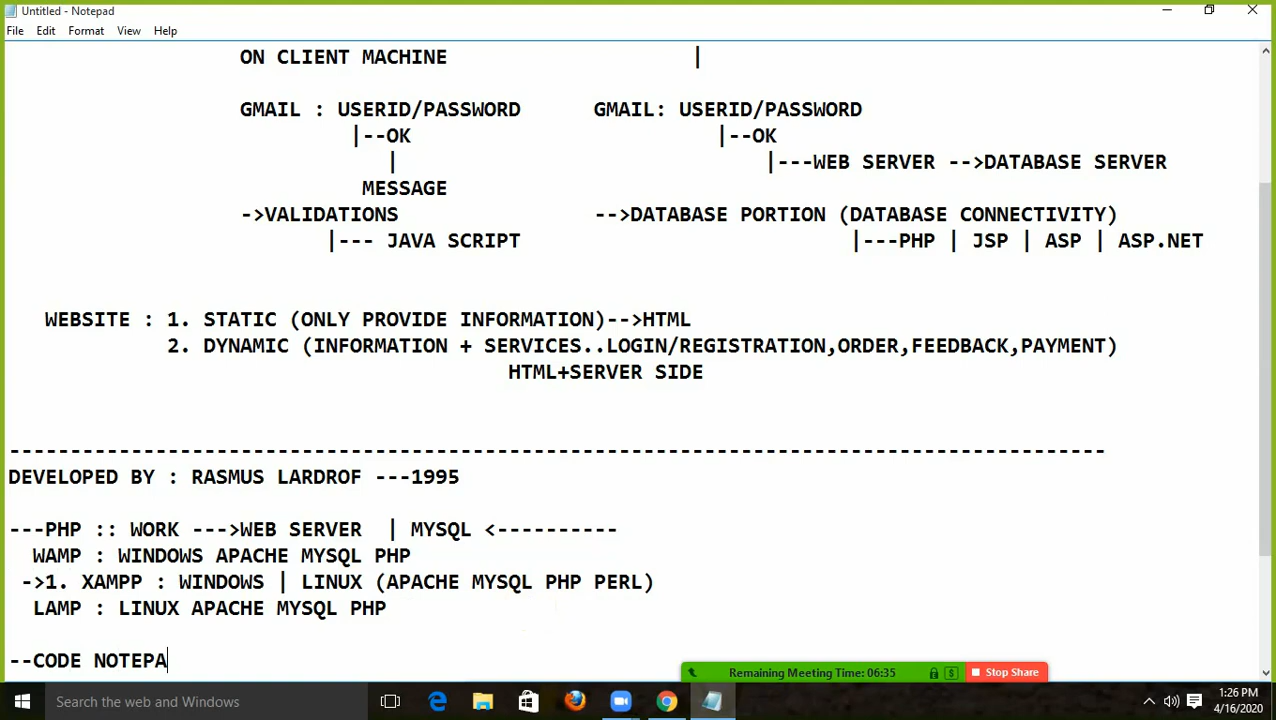 Untitled - Notepad
File Edit Format View Help
ON CLIENT MACHINE |
GMAIL : USERID/PASSWORD GMAIL: USERID/PASSWORD
|--OK |--OK
| |---WEB SERVER -->DATABASE SERVER
MESSAGE
->VALIDATIONS -->DATABASE PORTION (DATABASE CONNECTIVITY)
|--- JAVA SCRIPT |---PHP | JSP | ASP | ASP.NET
WEBSITE : 1. STATIC (ONLY PROVIDE INFORMATION)-->HTML
2. DYNAMIC (INFORMATION + SERVICES..LOGIN/REGISTRATION,ORDER,FEEDBACK,PAYMENT)
HTML+SERVER SIDE
------------------------------------------------------------------------------------------
DEVELOPED BY : RASMUS LARDROF ---1995
---PHP :: WORK --->WEB SERVER | MYSQL <----------
WAMP : WINDOWS APACHE MYSQL PHP
->1. XAMPP : WINDOWS | LINUX (APACHE MYSQL PHP PERL)
LAMP : LINUX APACHE MYSQL PHP
--CODE NOTEPA
Remaining Meeting Time: 06:35 Stop Share
Search the web and Windows
1:26 PM
4/16/2020